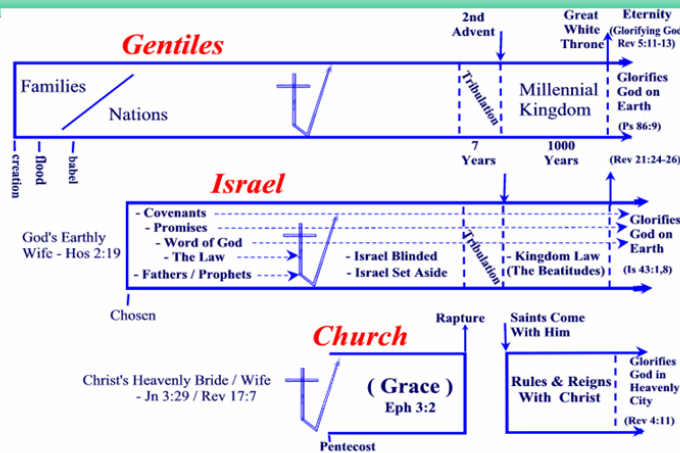 Gentiles
2nd
Advent
Great
White
Throne
Eternity
(Glorifying God
Rev 5:11-13)
Families
Nations
Tribulation
Millennial
Kingdom
Glorifies
God on
Earth
(Ps 86:9)
creation
flood
babel
7
Years
1000
Years
(Rev 21:24-26)
Israel
God's Earthly
Wife - Hos 2:19
- Covenants
- Promises
- Word of God
- The Law
- Fathers / Prophets
- Israel Blinded
- Israel Set Aside
Tribulation
- Kingdom Law
(The Beatitudes)
Glorifies
God on
Earth
(Is 43:1,8)
Chosen
Church
Rapture
Saints Come
With Him
Christ's Heavenly Bride / Wife
- Jn 3:29 / Rev 17:7
( Grace )
Eph 3:2
Rules & Reigns
With Christ
Glorifies
God in
Heavenly
City
(Rev 4:11)
Pentecost